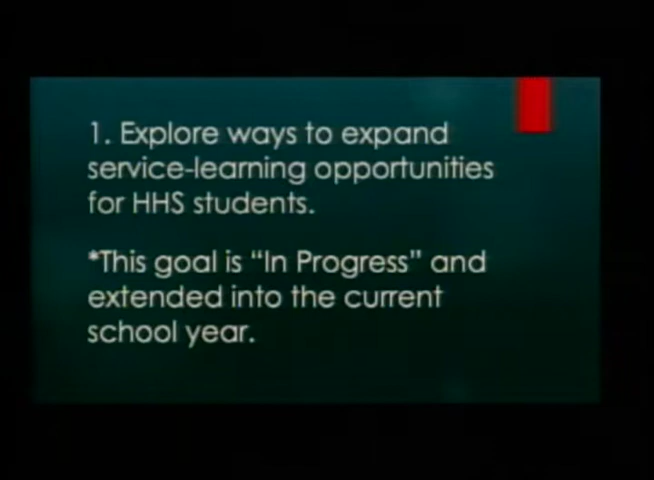 1. Explore ways to expand
service-learning opportunities
for HHS students.
*This goal is “In Progress” and
extended into the current
school year.